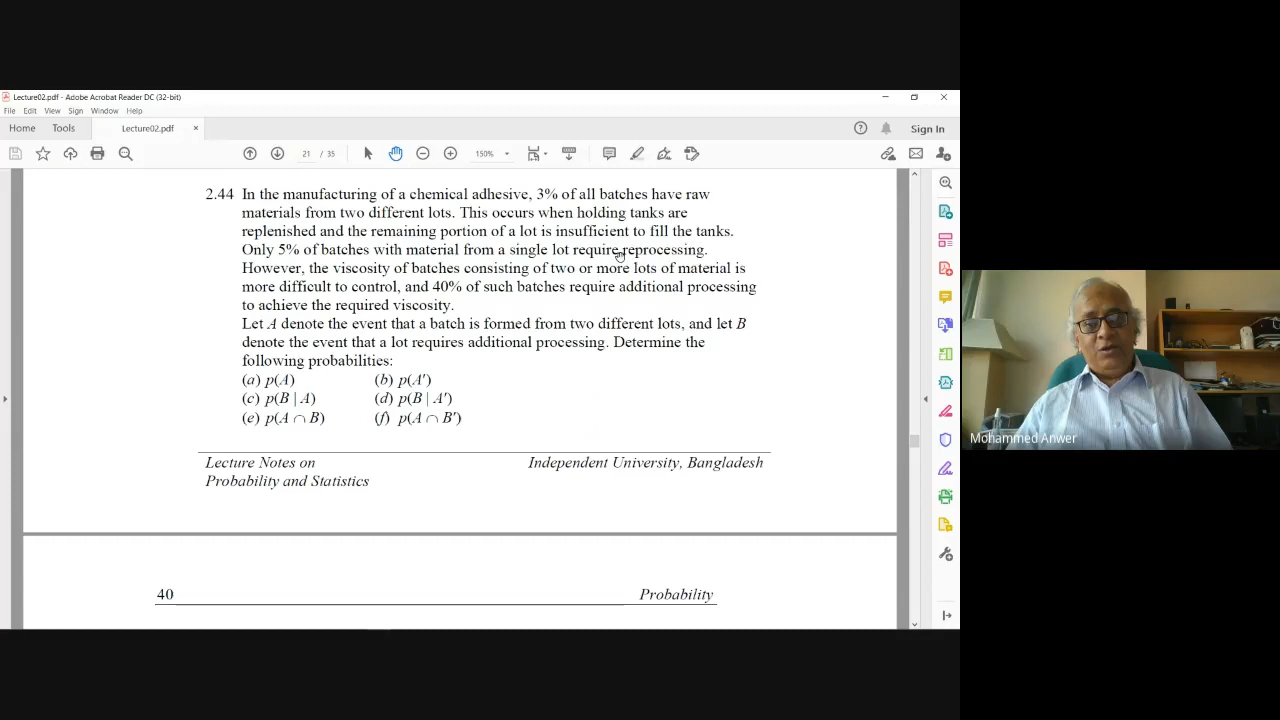 Lecture02.pdf - Adobe Acrobat Reader DC (32-bit)
File Edit View Sign Window Help
Home Tools Lecture02.pdf × Sign In
21 / 35 150%
2.44 In the manufacturing of a chemical adhesive, 3% of all batches have raw
materials from two different lots. This occurs when holding tanks are
replenished and the remaining portion of a lot is insufficient to fill the tanks.
Only 5% of batches with material from a single lot require reprocessing.
However, the viscosity of batches consisting of two or more lots of material is
more difficult to control, and 40% of such batches require additional processing
to achieve the required viscosity.
Let A denote the event that a batch is formed from two different lots, and let B
denote the event that a lot requires additional processing. Determine the
following probabilities:
(a) p(A) (b) p(A′)
(c) p(B | A) (d) p(B | A′)
(e) p(A ∩ B) (f) p(A ∩ B′)
Lecture Notes on Independent University, Bangladesh
Probability and Statistics
40 Probability
Mohammed Anwer